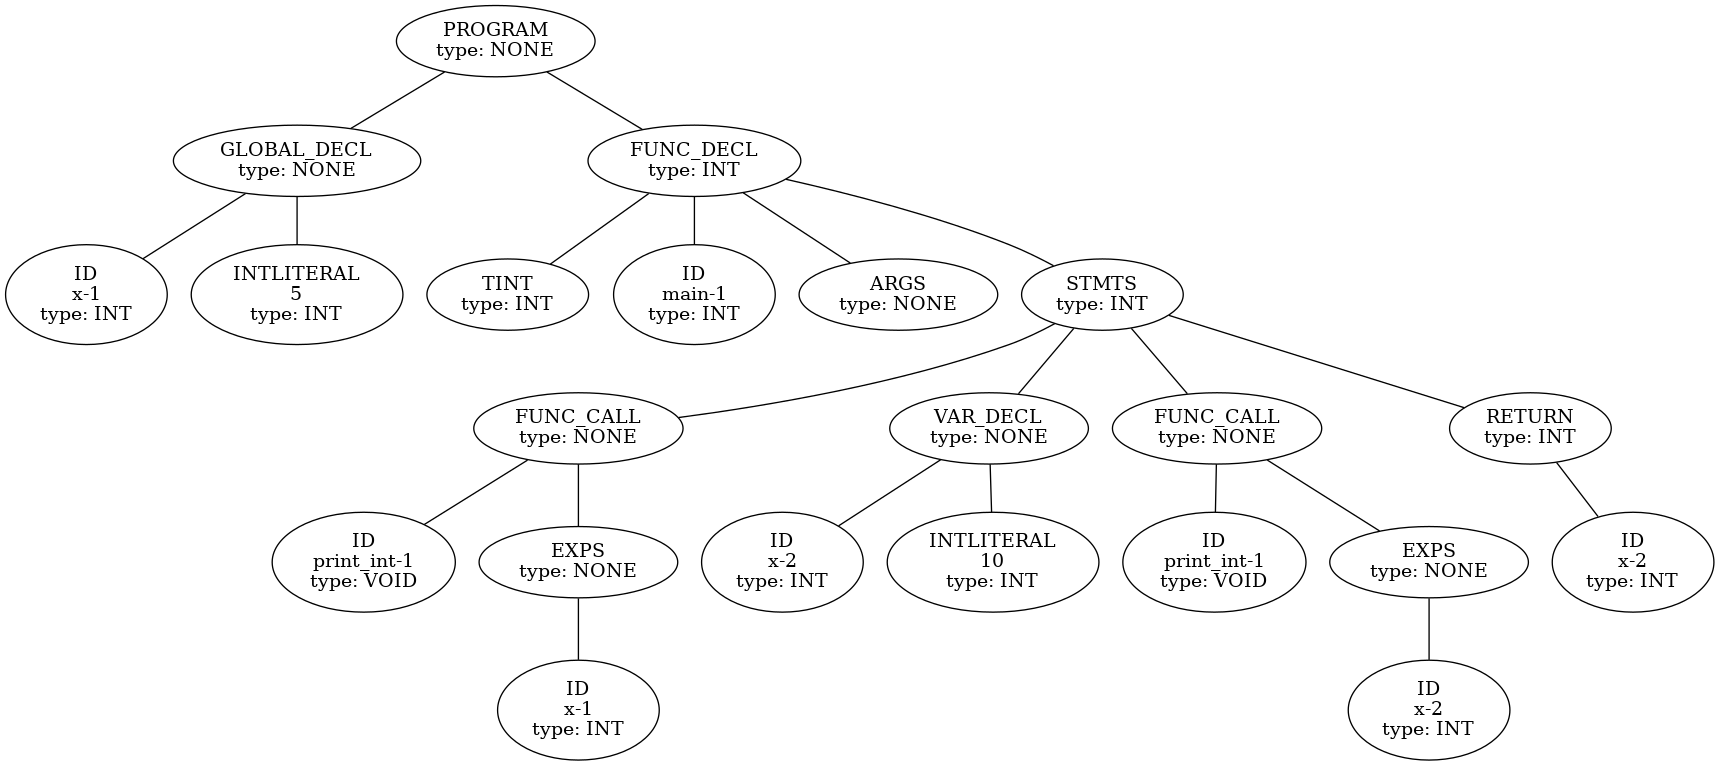 PROGRAM
type: NONE
GLOBAL_DECL
type: NONE
FUNC_DECL
type: INT
ID
x-1
type: INT
INTLITERAL
5
type: INT
TINT
type: INT
ID
main-1
type: INT
ARGS
type: NONE
STMTS
type: INT
FUNC_CALL
type: NONE
VAR_DECL
type: NONE
FUNC_CALL
type: NONE
RETURN
type: INT
ID
print_int-1
type: VOID
EXPS
type: NONE
ID
x-2
type: INT
INTLITERAL
10
type: INT
ID
print_int-1
type: VOID
EXPS
type: NONE
ID
x-2
type: INT
ID
x-1
type: INT
ID
x-2
type: INT